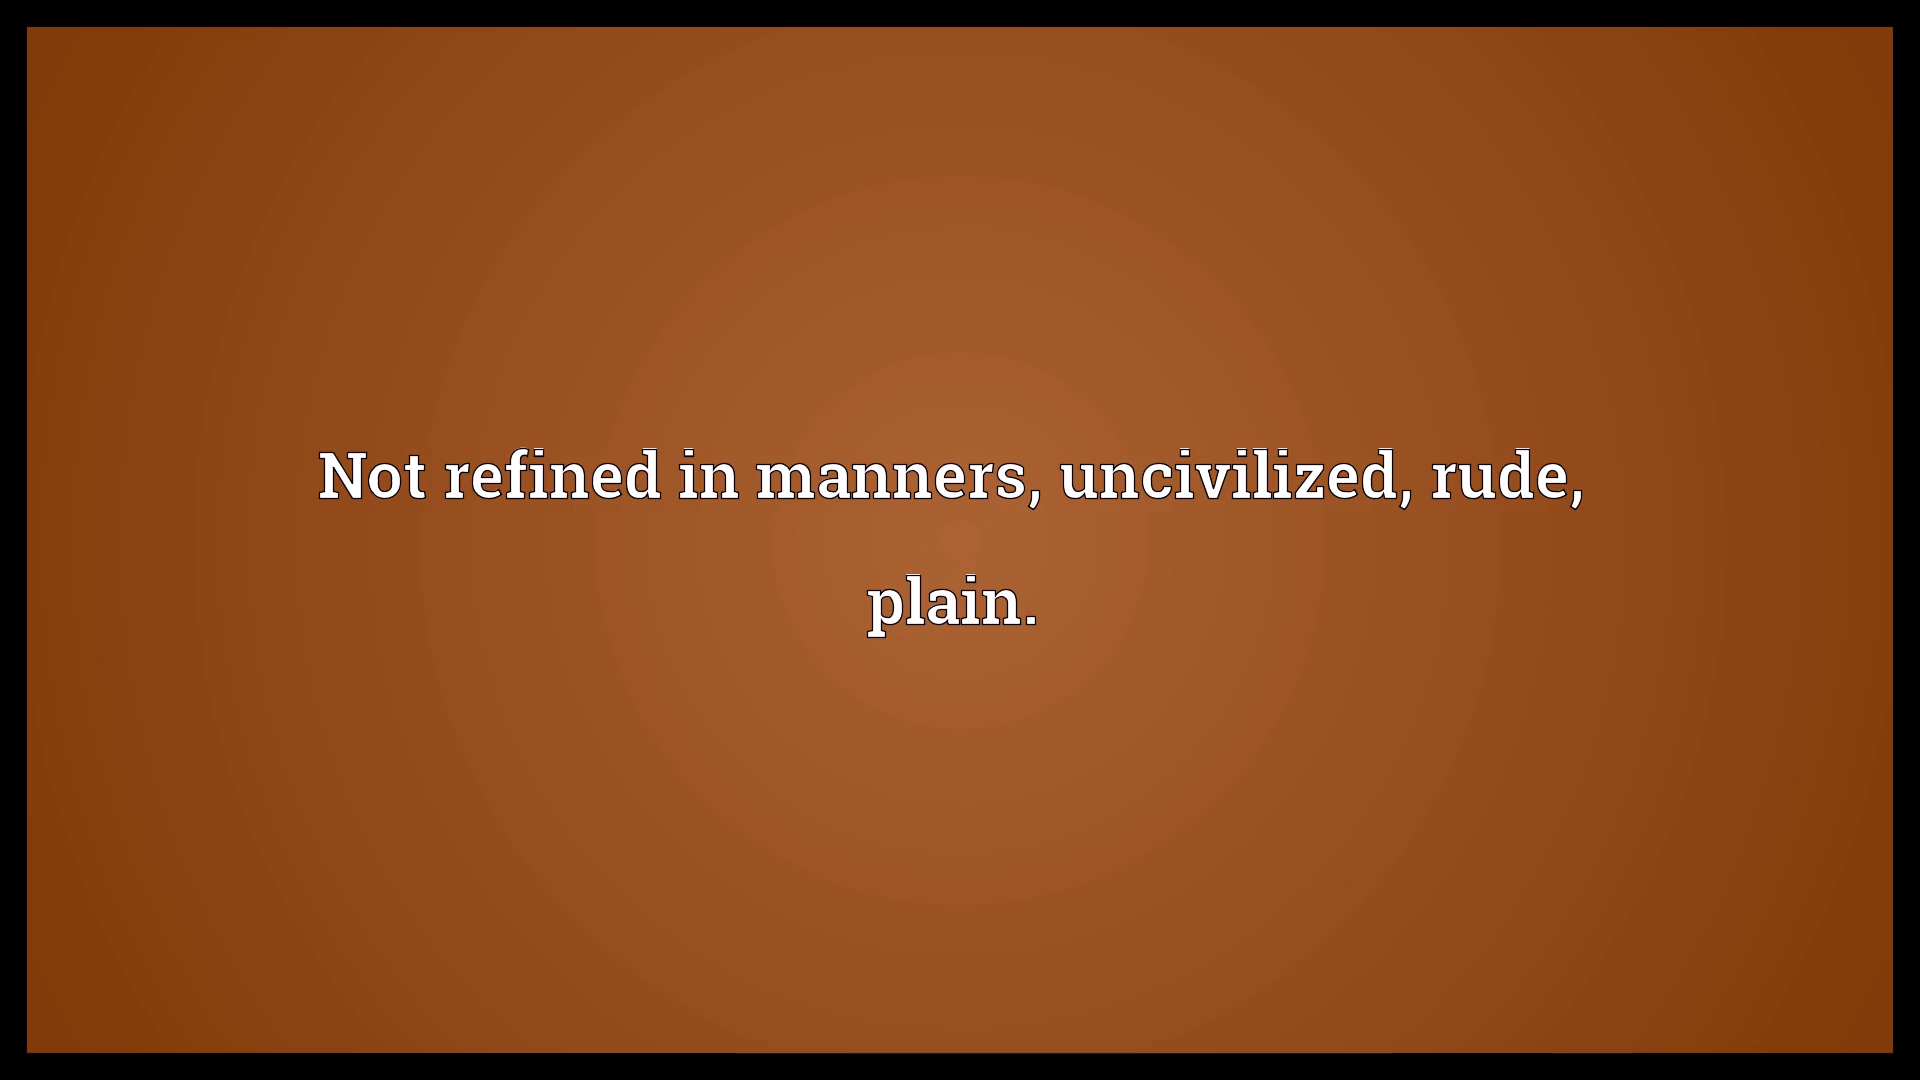 Not refined in manners, uncivilized, rude,
plain.